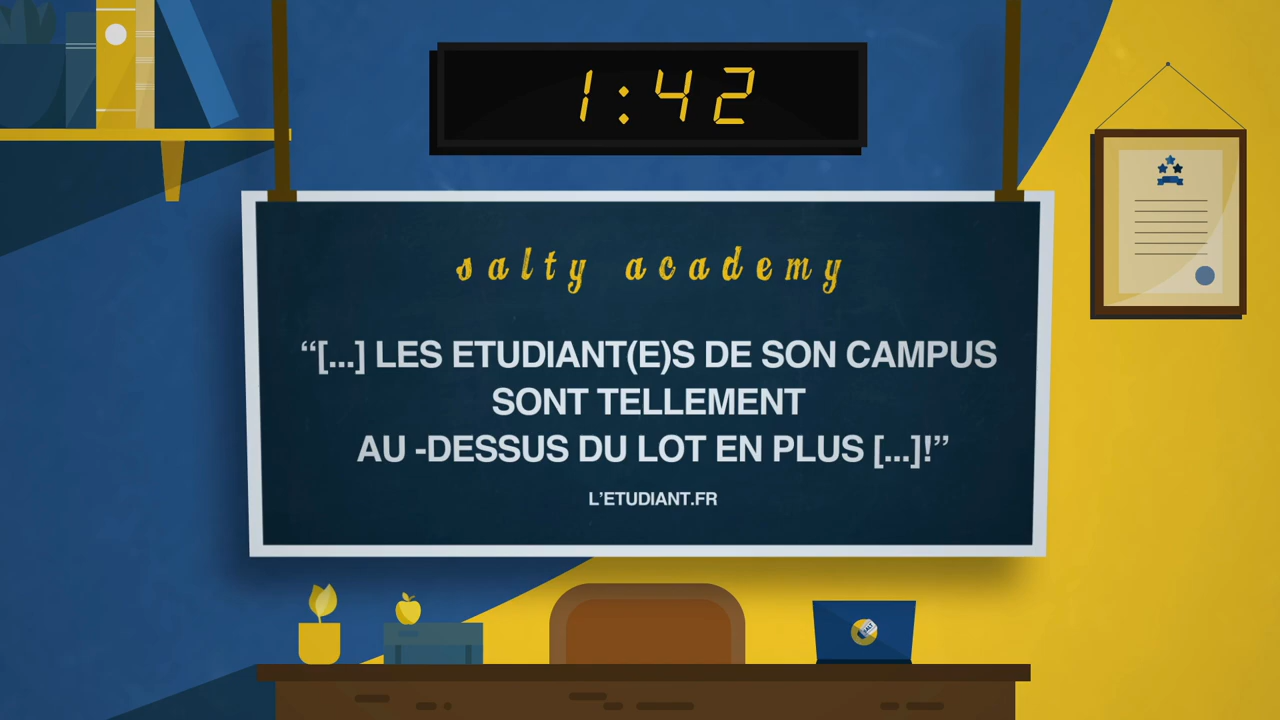 1:42
salty academy
“[...] LES ETUDIANT(E)S DE SON CAMPUS
SONT TELLEMENT
AU -DESSUS DU LOT EN PLUS [...]!”
L’ETUDIANT.FR